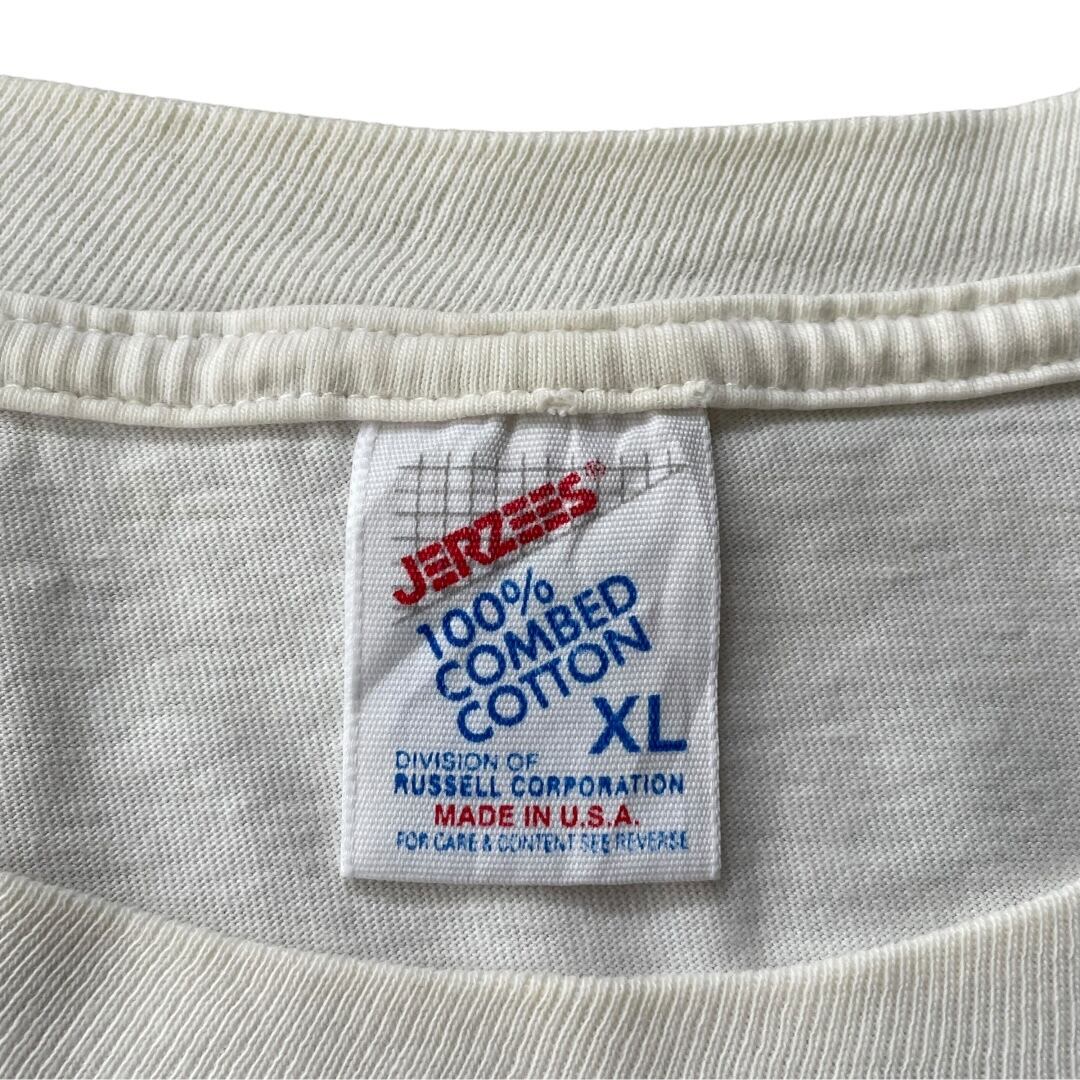 JERZEES®
100%
COMBED
COTTON
XL
DIVISION OF
RUSSELL CORPORATION
MADE IN U.S.A.
FOR CARE & CONTENT SEE REVERSE